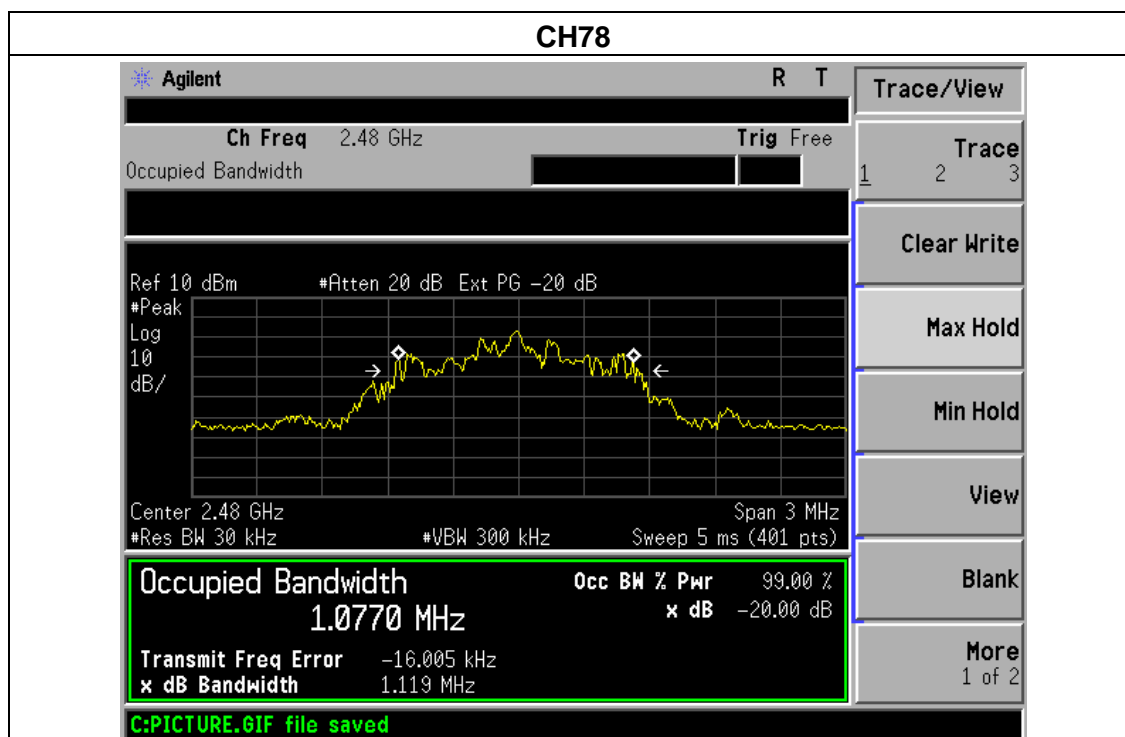 CH78
Agilent R T
Trace/View
Ch Freq 2.48 GHz Trig Free
Occupied Bandwidth
Trace
1 2 3
Clear Write
Ref 10 dBm #Atten 20 dB Ext PG –20 dB
#Peak
Log
10
dB/
Max Hold
Min Hold
View
Center 2.48 GHz Span 3 MHz
#Res BW 30 kHz #VBW 300 kHz Sweep 5 ms (401 pts)
Occupied Bandwidth Occ BW % Pwr 99.00 %
1.0770 MHz x dB –20.00 dB
Blank
Transmit Freq Error –16.005 kHz
x dB Bandwidth 1.119 MHz
More
1 of 2
C:PICTURE.GIF file saved